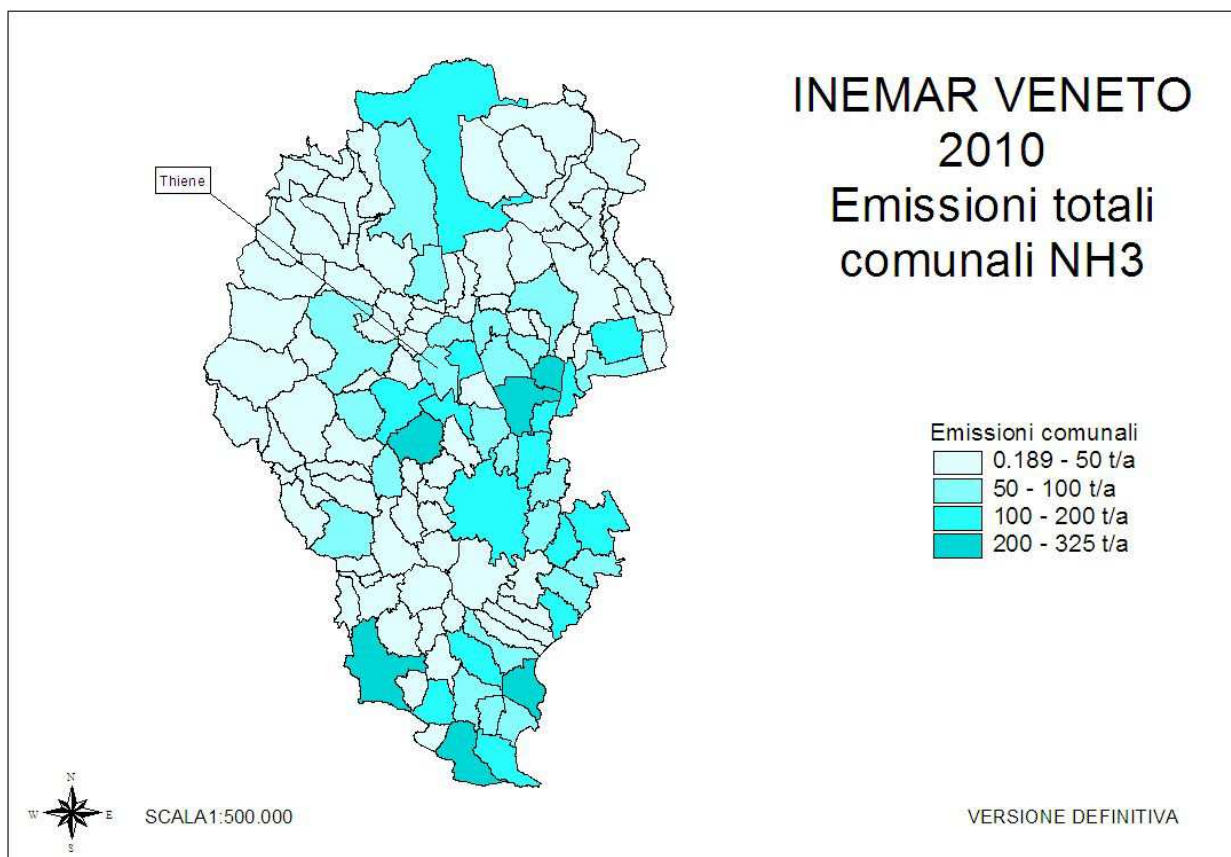 INEMAR VENETO
2010
Emissioni totali
comunali NH3
Thiene
Emissioni comunali
0.189 - 50 t/a
50 - 100 t/a
100 - 200 t/a
200 - 325 t/a
N
W
E
S
SCALA1:500.000
VERSIONE DEFINITIVA